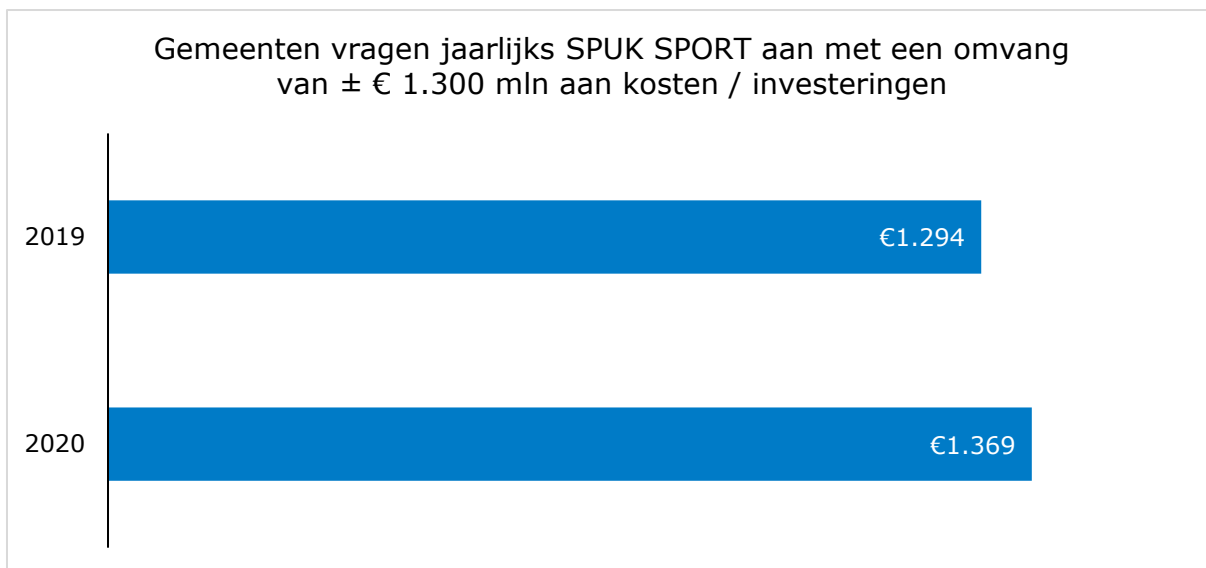 Gemeenten vragen jaarlijks SPUK SPORT aan met een omvang
van ± € 1.300 mln aan kosten / investeringen
2019
€1.294
2020
€1.369